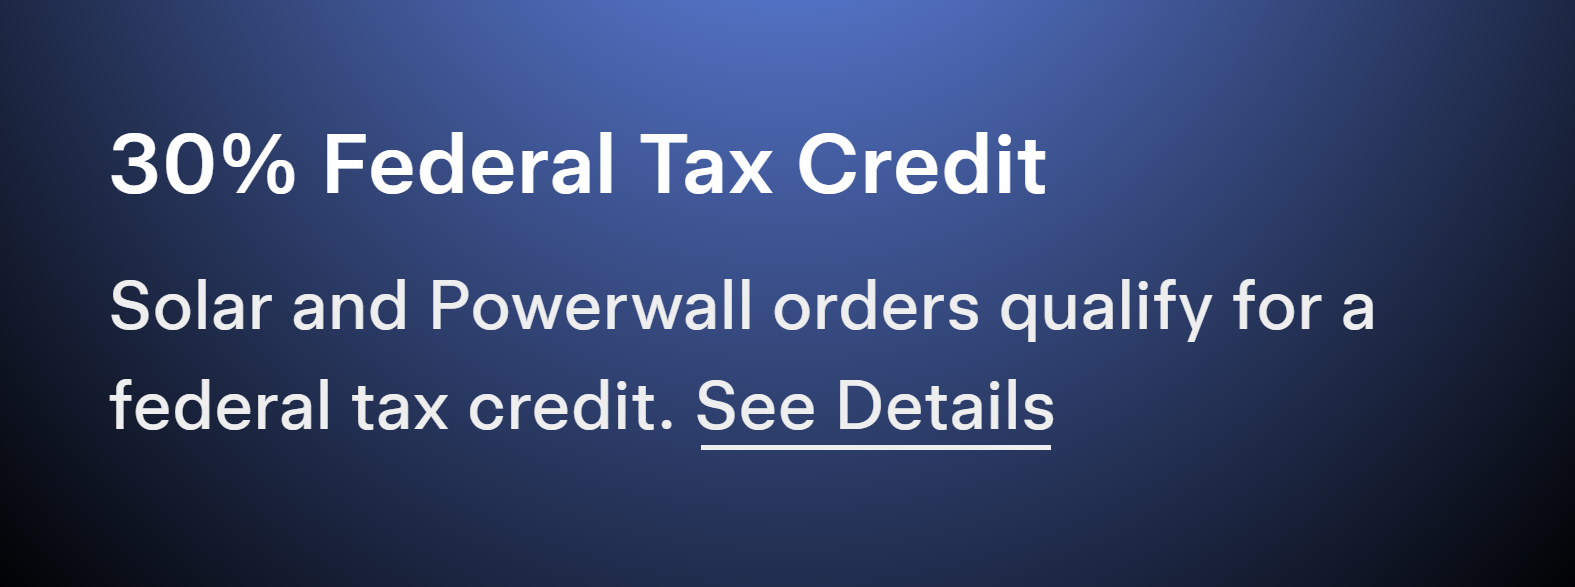 30% Federal Tax Credit
Solar and Powerwall orders qualify for a
federal tax credit. See Details